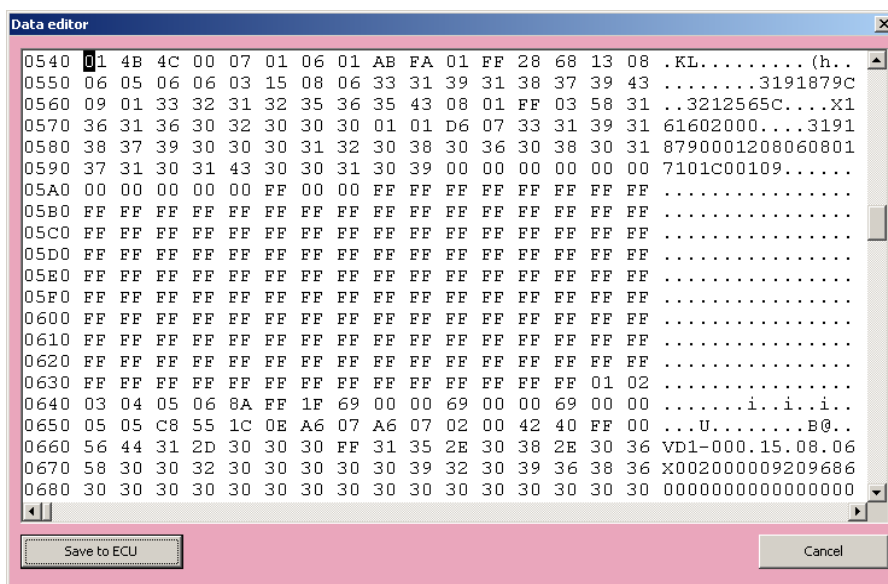 Data editor
0540 01 4B 4C 00 07 01 06 01 AB FA 01 FF 28 68 13 08 .KL.........(h..
0550 06 05 06 06 03 15 08 06 33 31 39 31 38 37 39 43 ........3191879C
0560 09 01 33 32 31 32 35 36 35 43 08 01 FF 03 58 31 ..3212565C....X1
0570 36 31 36 30 32 30 30 30 01 01 D6 07 33 31 39 31 61602000....3191
0580 38 37 39 30 30 30 31 32 30 38 30 36 30 38 30 31 8790001208060801
0590 37 31 30 31 43 30 30 31 30 39 00 00 00 00 00 00 7101C00109......
05A0 00 00 00 00 00 FF 00 00 FF FF FF FF FF FF FF FF ................
05B0 FF FF FF FF FF FF FF FF FF FF FF FF FF FF FF FF ................
05C0 FF FF FF FF FF FF FF FF FF FF FF FF FF FF FF FF ................
05D0 FF FF FF FF FF FF FF FF FF FF FF FF FF FF FF FF ................
05E0 FF FF FF FF FF FF FF FF FF FF FF FF FF FF FF FF ................
05F0 FF FF FF FF FF FF FF FF FF FF FF FF FF FF FF FF ................
0600 FF FF FF FF FF FF FF FF FF FF FF FF FF FF FF FF ................
0610 FF FF FF FF FF FF FF FF FF FF FF FF FF FF FF FF ................
0620 FF FF FF FF FF FF FF FF FF FF FF FF FF FF FF FF ................
0630 FF FF FF FF FF FF FF FF FF FF FF FF FF FF 01 02 ................
0640 03 04 05 06 8A FF 1F 69 00 00 69 00 00 69 00 00 .......i..i..i..
0650 05 05 C8 55 1C 0E A6 07 A6 07 02 00 42 40 FF 00 ...U........B@..
0660 56 44 31 2D 30 30 30 FF 31 35 2E 30 38 2E 30 36 VD1-000.15.08.06
0670 58 30 30 32 30 30 30 30 39 32 30 39 36 38 36 X002000009209686
0680 30 30 30 30 30 30 30 30 30 30 30 30 30 30 30 30 0000000000000000
Save to ECU
Cancel